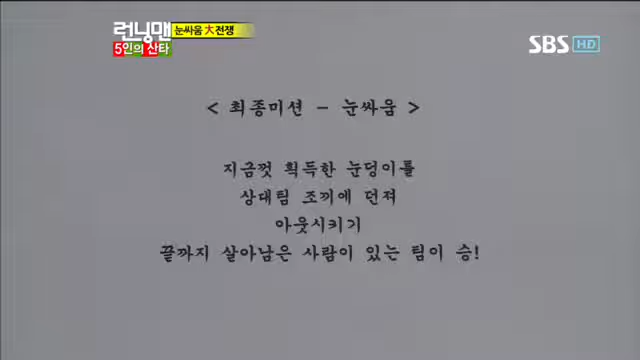 런닝맨
눈싸움 大전쟁
5인의 산타
SBS HD
< 최종미션 - 눈싸움 >
지금껏 획득한 눈덩이를
상대팀 조끼에 던져
아웃시키기
끝까지 살아남은 사람이 있는 팀이 승!